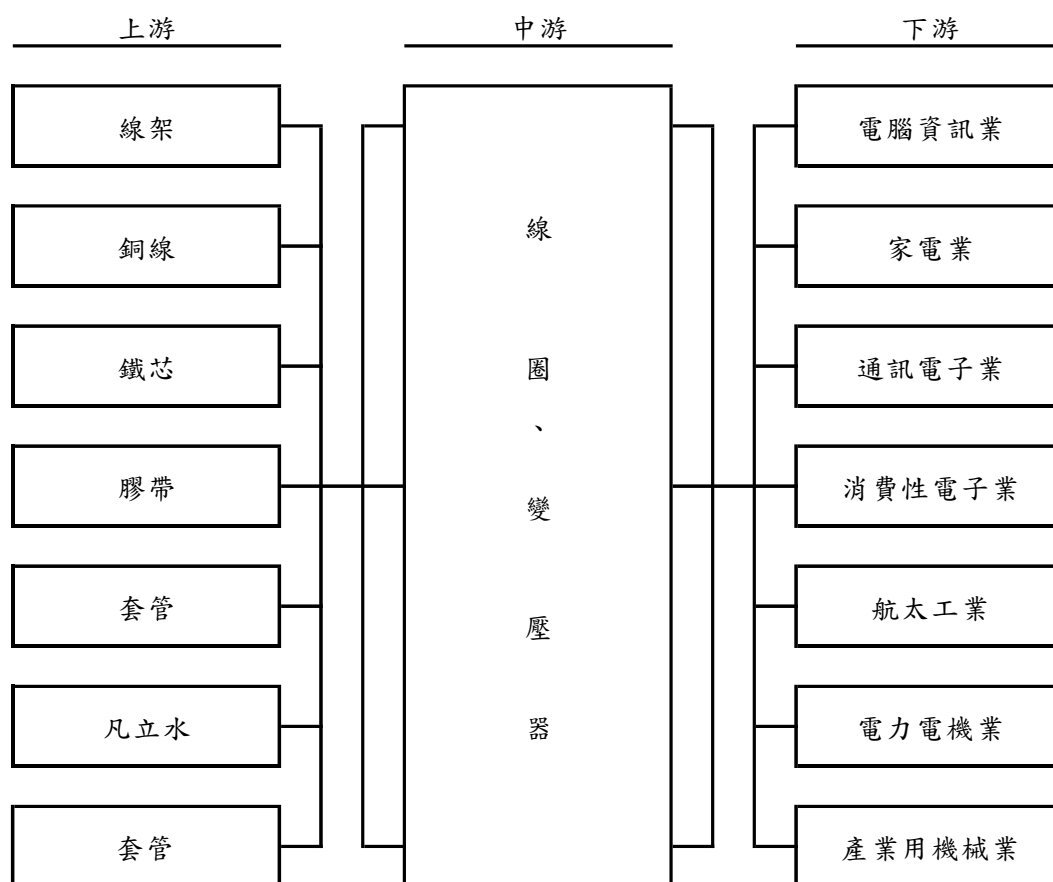 上游
中游
下游
線架
銅線
鐵芯
膠帶
套管
凡立水
套管
線
圈
、
變
壓
器
電腦資訊業
家電業
通訊電子業
消費性電子業
航太工業
電力電機業
產業用機械業